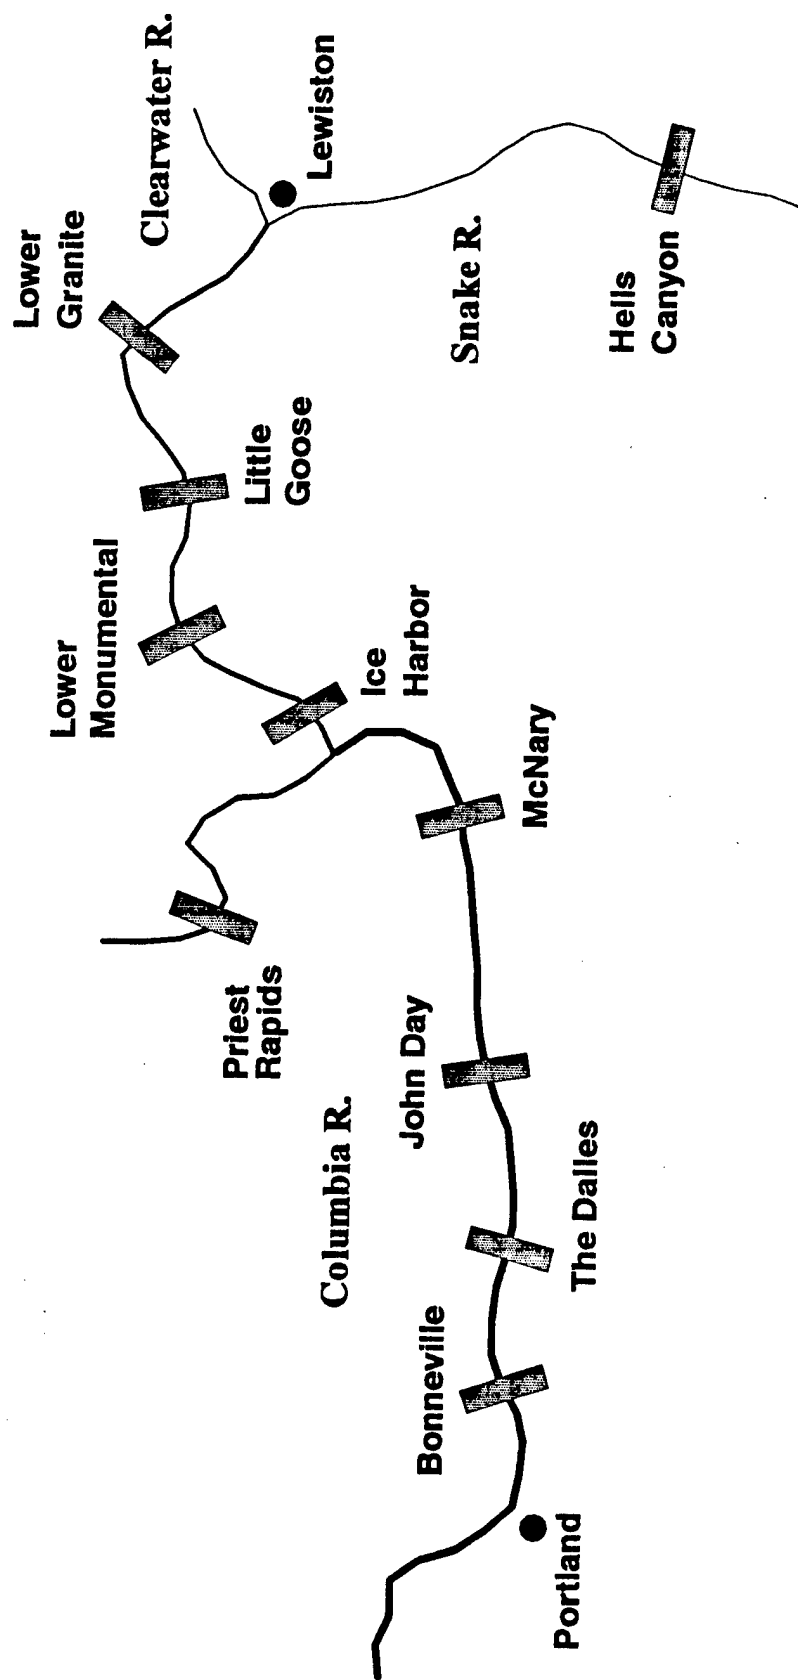 Clearwater R.
Lower
Granite
Lewiston
Snake R.
Hells
Canyon
Little
Goose
Lower
Monumental
Ice
Harbor
McNary
Priest
Rapids
John Day
Columbia R.
The Dalles
Bonneville
Portland